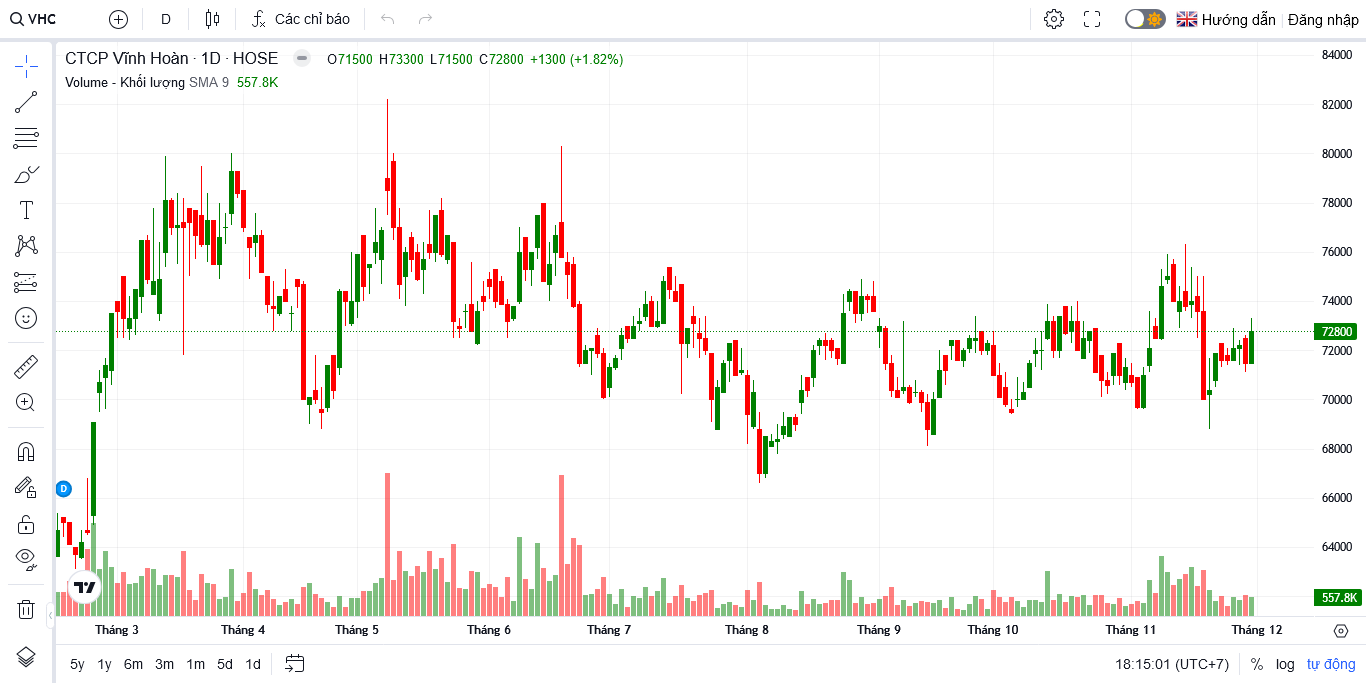 VHC D Các chỉ báo Hướng dẫn Đăng nhập
CTCP Vĩnh Hoàn · 1D · HOSE O71500 H73300 L71500 C72800 +1300 (+1.82%)
Volume - Khối lượng SMA 9 557.8K
84000
82000
80000
78000
76000
74000
72800
72000
70000
68000
66000
64000
557.8K
D
Tháng 3 Tháng 4 Tháng 5 Tháng 6 Tháng 7 Tháng 8 Tháng 9 Tháng 10 Tháng 11 Tháng 12
5y 1y 6m 3m 1m 5d 1d 18:15:01 (UTC+7) % log tự động